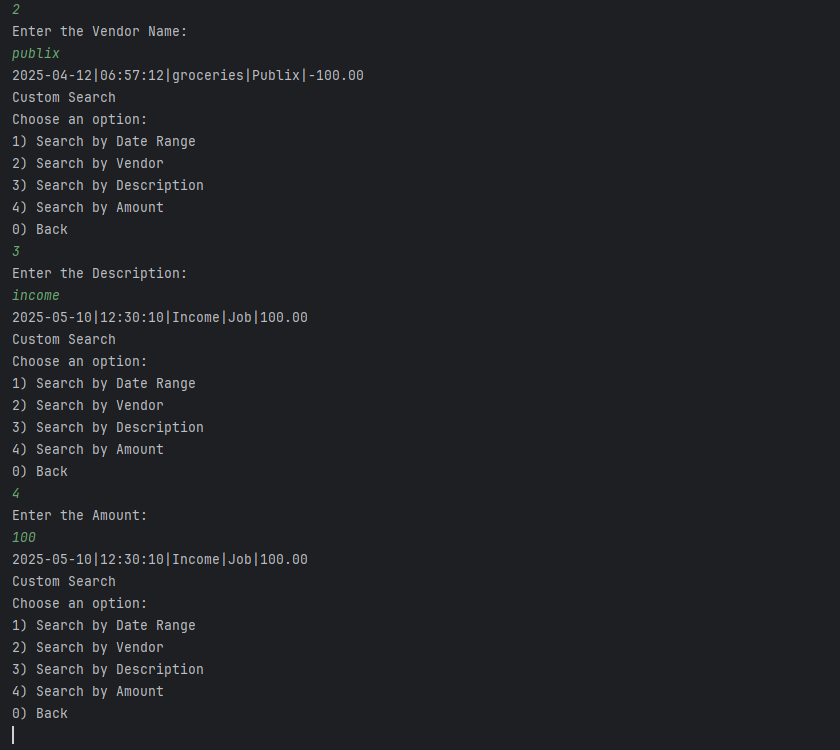 2
Enter the Vendor Name:
publix
2025-04-12|06:57:12|groceries|Publix|-100.00
Custom Search
Choose an option:
1) Search by Date Range
2) Search by Vendor
3) Search by Description
4) Search by Amount
0) Back
3
Enter the Description:
income
2025-05-10|12:30:10|Income|Job|100.00
Custom Search
Choose an option:
1) Search by Date Range
2) Search by Vendor
3) Search by Description
4) Search by Amount
0) Back
4
Enter the Amount:
100
2025-05-10|12:30:10|Income|Job|100.00
Custom Search
Choose an option:
1) Search by Date Range
2) Search by Vendor
3) Search by Description
4) Search by Amount
0) Back